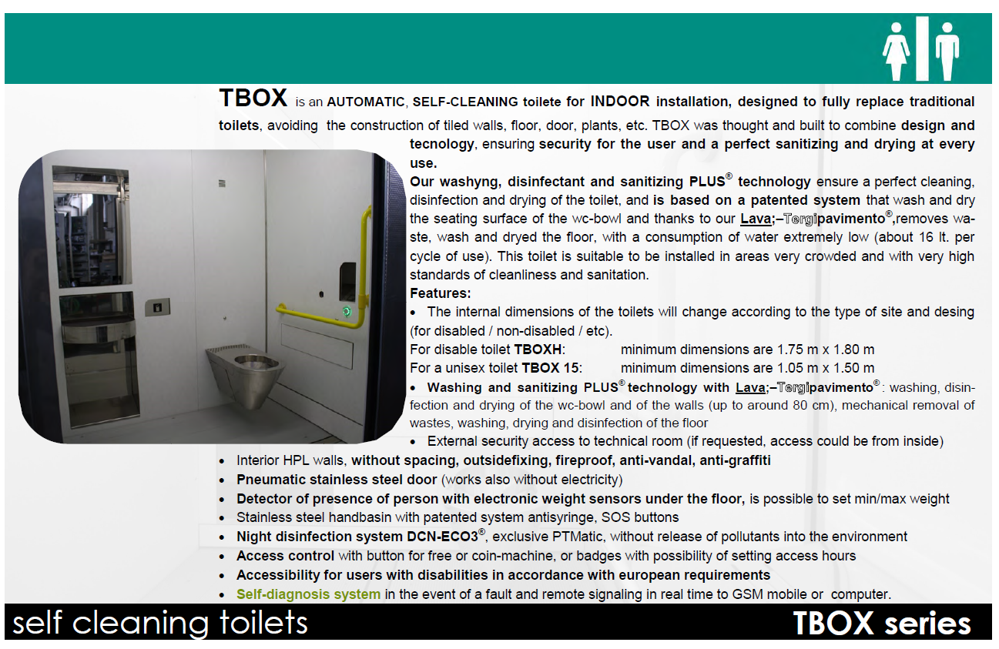 TBOX is an AUTOMATIC, SELF-CLEANING toilete for INDOOR installation, designed to fully replace traditional
toilets, avoiding the construction of tiled walls, floor, door, plants, etc. TBOX was thought and built to combine design and
tecnology, ensuring security for the user and a perfect sanitizing and drying at every
use.
Our washyng, disinfectant and sanitizing PLUS® technology ensure a perfect cleaning,
disinfection and drying of the toilet, and is based on a patented system that wash and dry
the seating surface of the wc-bowl and thanks to our Lava;–Tergipavimento®,removes wa-
ste, wash and dryed the floor, with a consumption of water extremely low (about 16 lt. per
cycle of use). This toilet is suitable to be installed in areas very crowded and with very high
standards of cleanliness and sanitation.
Features:
• The internal dimensions of the toilets will change according to the type of site and desing
(for disabled / non-disabled / etc).
For disable toilet TBOXH: minimum dimensions are 1.75 m x 1.80 m
For a unisex toilet TBOX 15: minimum dimensions are 1.05 m x 1.50 m
• Washing and sanitizing PLUS® technology with Lava;–Tergipavimento®: washing, disin-
fection and drying of the wc-bowl and of the walls (up to around 80 cm), mechanical removal of
wastes, washing, drying and disinfection of the floor
• External security access to technical room (if requested, access could be from inside)
• Interior HPL walls, without spacing, outsidefixing, fireproof, anti-vandal, anti-graffiti
• Pneumatic stainless steel door (works also without electricity)
• Detector of presence of person with electronic weight sensors under the floor, is possible to set min/max weight
• Stainless steel handbasin with patented system antisyringe, SOS buttons
• Night disinfection system DCN-ECO3®, exclusive PTMatic, without release of pollutants into the environment
• Access control with button for free or coin-machine, or badges with possibility of setting access hours
• Accessibility for users with disabilities in accordance with european requirements
• Self-diagnosis system in the event of a fault and remote signaling in real time to GSM mobile or computer.
self cleaning toilets TBOX series